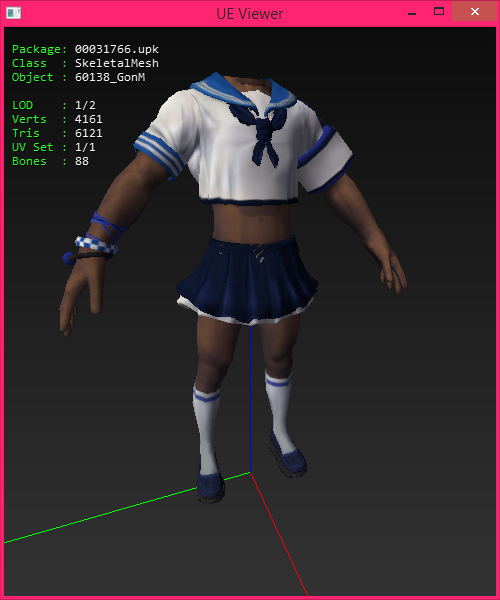 UE Viewer
Package: 00031766.upk
Class  : SkeletalMesh
Object : 60138_GonM
LOD    : 1/2
Verts  : 4161
Tris   : 6121
UV Set : 1/1
Bones  : 88